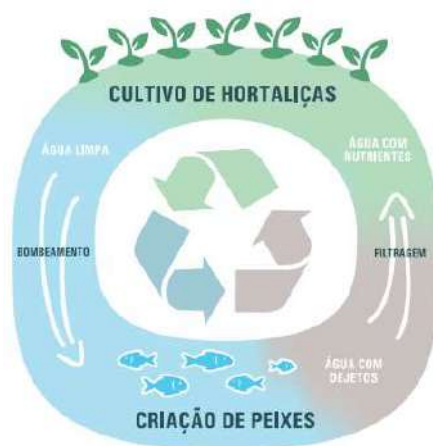 CULTIVO DE HORTALIÇAS
ÁGUA LIMPA
ÁGUA COM
NUTRIENTES
BOMBEAMENTO
FILTRAGEM
ÁGUA COM
DEJETOS
CRIAÇÃO DE PEIXES